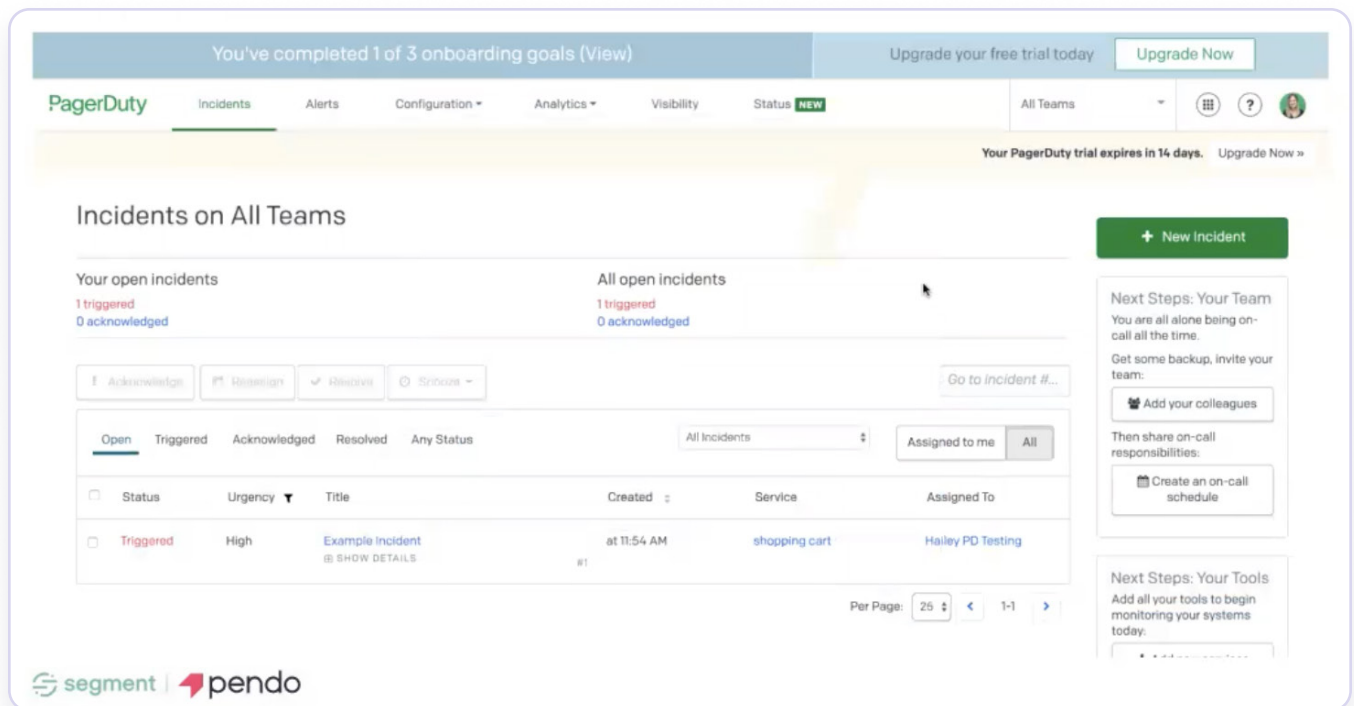 You've completed 1 of 3 onboarding goals (View)
Upgrade your free trial today
Upgrade Now
PagerDuty
Incidents
Alerts
Configuration
Analytics
Visibility
Status NEW
All Teams
?
Your PagerDuty trial expires in 14 days. Upgrade Now »
Incidents on All Teams
+ New Incident
Your open incidents
1 triggered
0 acknowledged
All open incidents
1 triggered
0 acknowledged
Next Steps: Your Team
You are all alone being on-
call all the time.
Get some backup, invite your
team:
Add your colleagues
Then share on-call
responsibilities:
Create an on-call
schedule
Acknowledge
Reassign
Resolve
Snooze
Go to incident #...
Open
Triggered
Acknowledged
Resolved
Any Status
All Incidents
Assigned to me
All
Status
Urgency
Title
Created
Service
Assigned To
Triggered
High
Example Incident
SHOW DETAILS
#1
at 11:54 AM
shopping cart
Hailey PD Testing
Per Page: 25
1-1
Next Steps: Your Tools
Add all your tools to begin
monitoring your systems
today:
segment | pendo